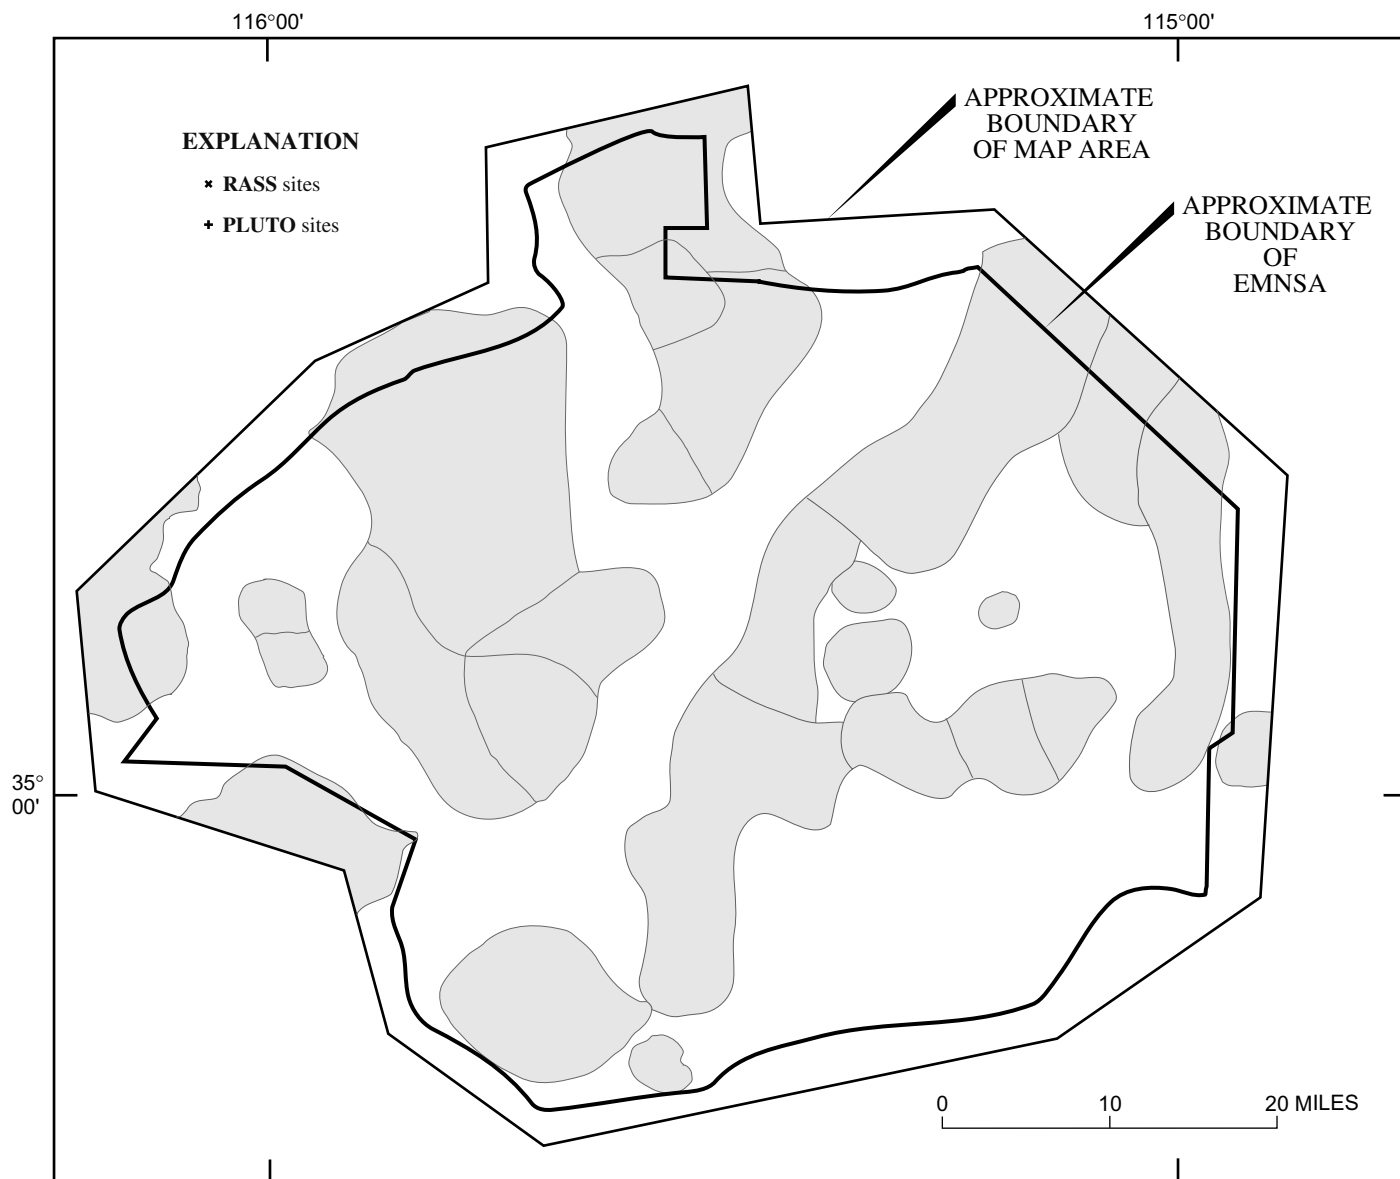 116°00'
115°00'
APPROXIMATE
BOUNDARY
OF MAP AREA
EXPLANATION
RASS sites
PLUTO sites
APPROXIMATE
BOUNDARY
OF
EMNSA
35°
00'
0 10 20 MILES